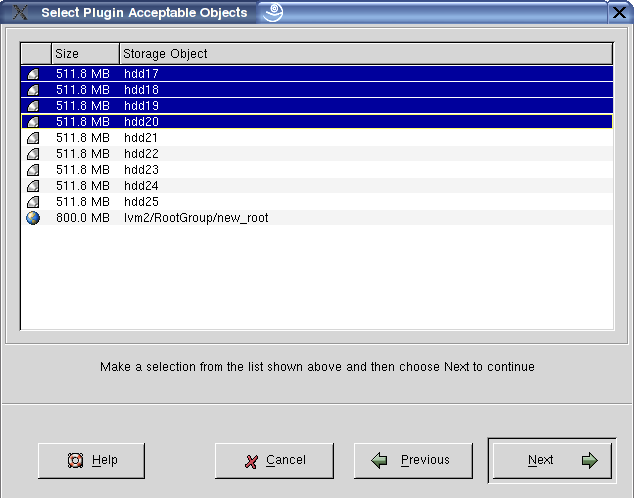 Select Plugin Acceptable Objects
Size Storage Object
511.8 MB hdd17
511.8 MB hdd18
511.8 MB hdd19
511.8 MB hdd20
511.8 MB hdd21
511.8 MB hdd22
511.8 MB hdd23
511.8 MB hdd24
511.8 MB hdd25
800.0 MB lvm2/RootGroup/new_root
Make a selection from the list shown above and then choose Next to continue
Help Cancel Previous Next